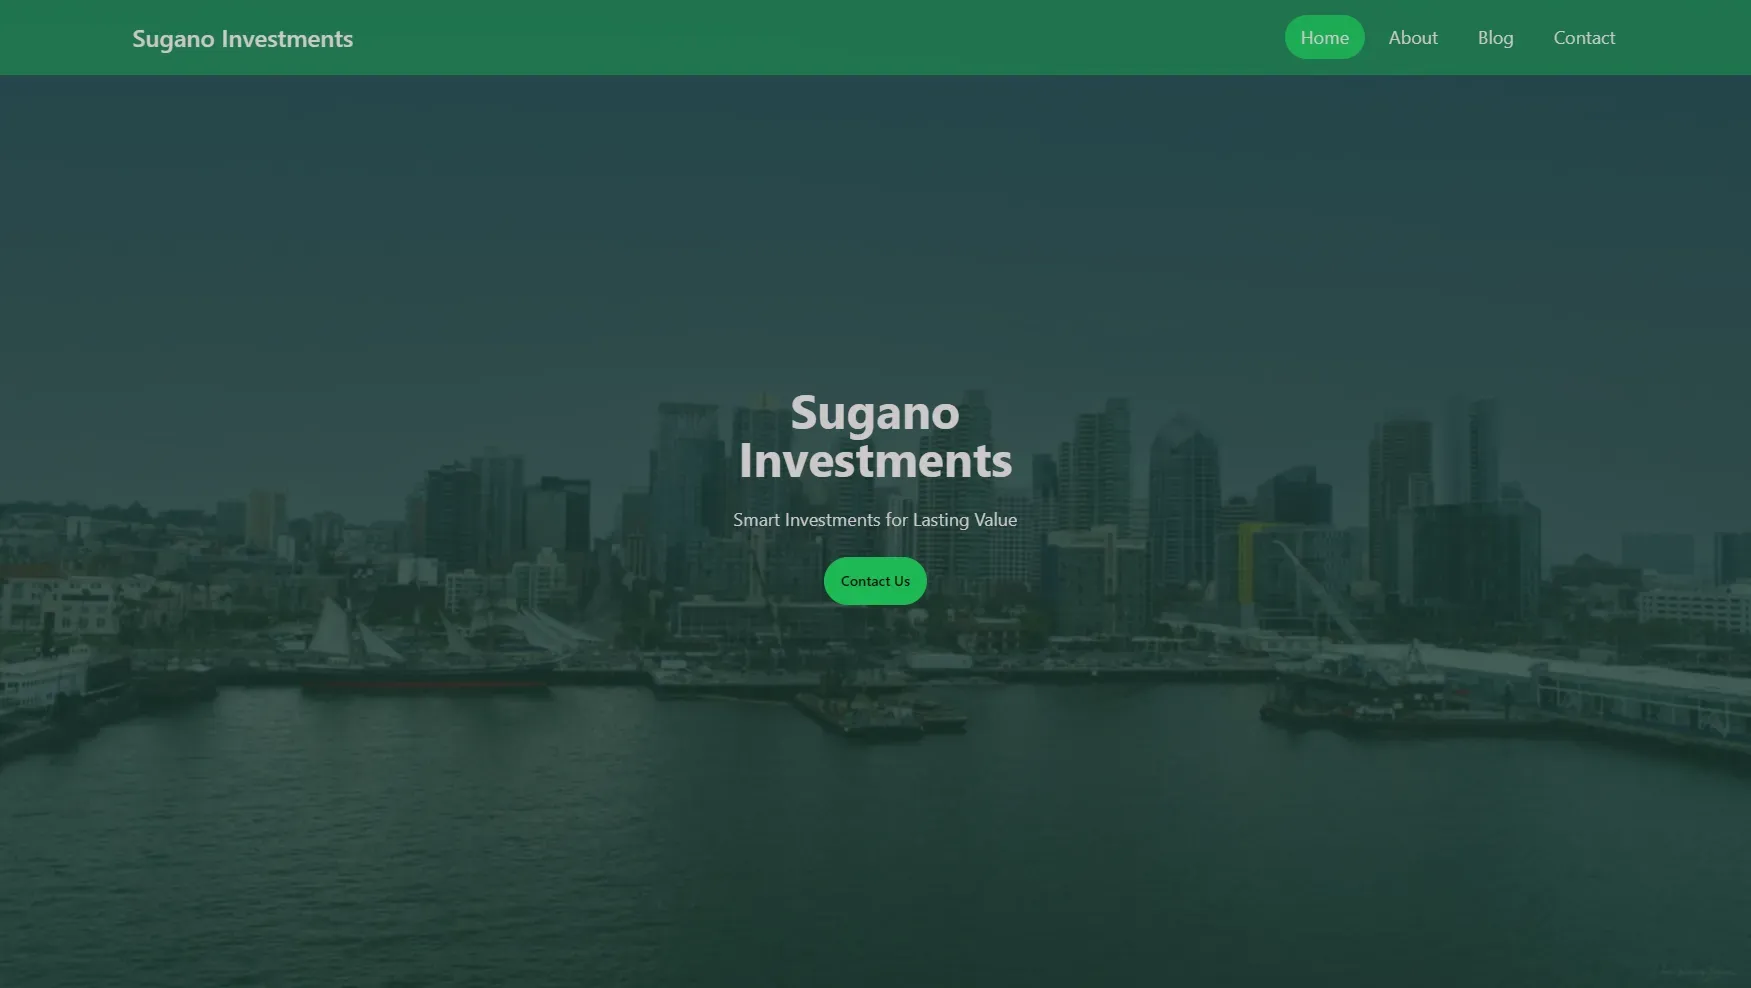 Sugano Investments
Home
About
Blog
Contact
Sugano
Investments
Smart Investments for Lasting Value
Contact Us